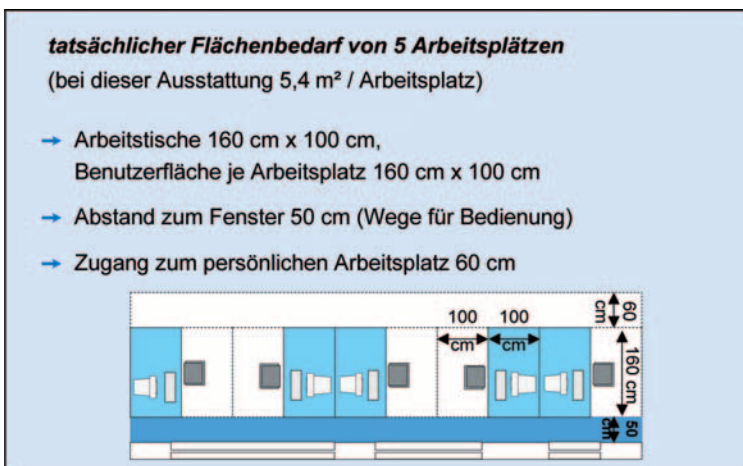 tatsächlicher Flächenbedarf von 5 Arbeitsplätzen
(bei dieser Ausstattung 5,4 m² / Arbeitsplatz)
→ Arbeitstische 160 cm x 100 cm,
Benutzerfläche je Arbeitsplatz 160 cm x 100 cm
→ Abstand zum Fenster 50 cm (Wege für Bedienung)
→ Zugang zum persönlichen Arbeitsplatz 60 cm
60
cm
100
cm
100
cm
160 cm
50
cm